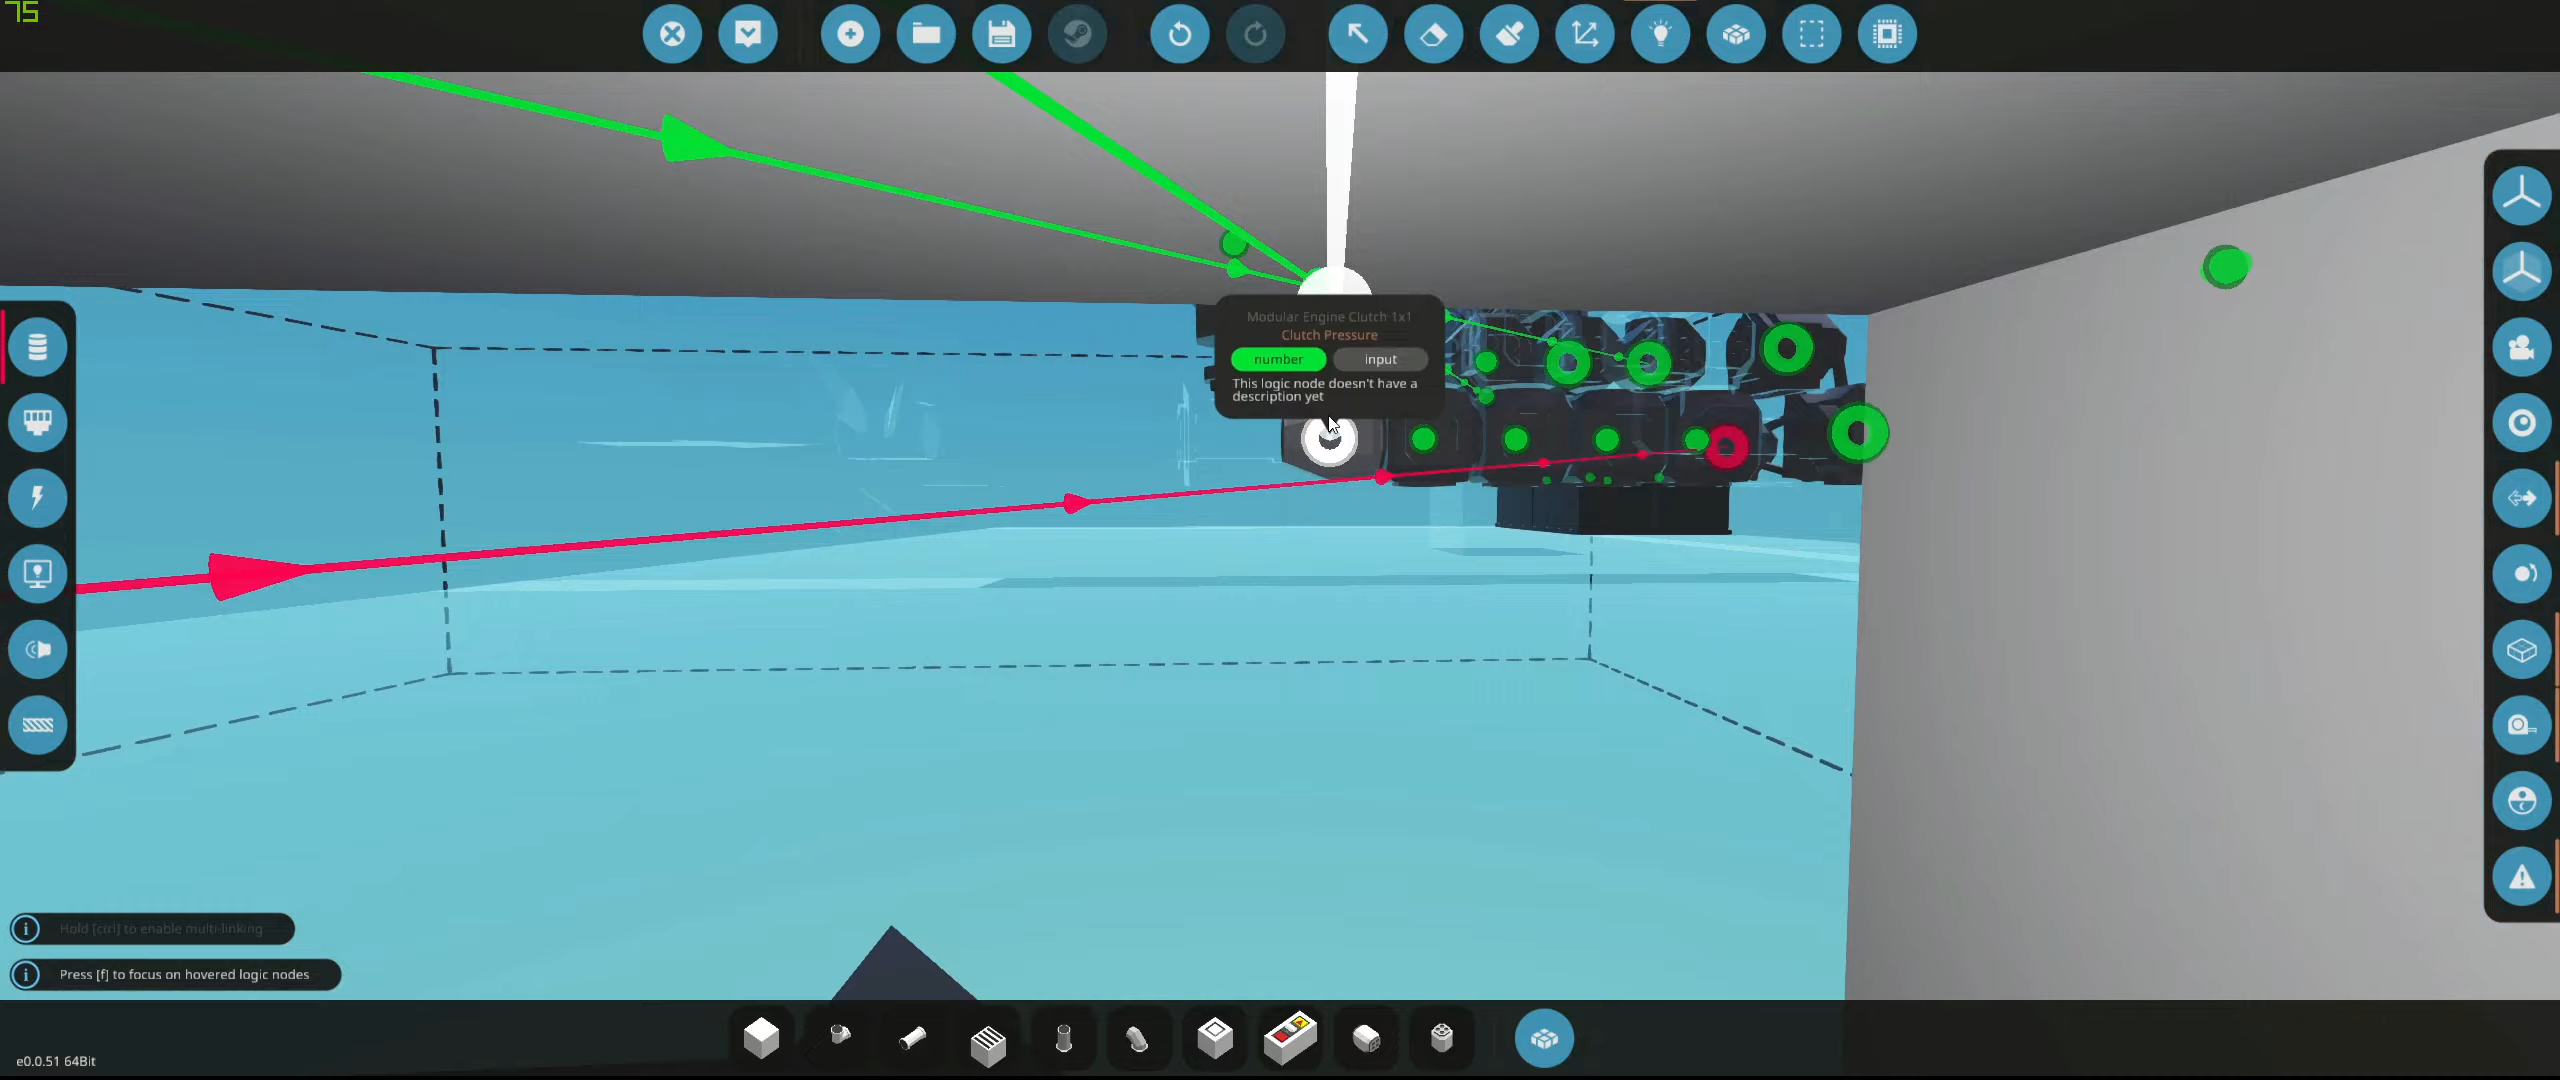 75
Modular Engine Clutch 1x1
Clutch Pressure
number input
This logic node doesn't have a
description yet
Hold [ctrl] to enable multi-linking
Press [f] to focus on hovered logic nodes
e0.0.51 64Bit